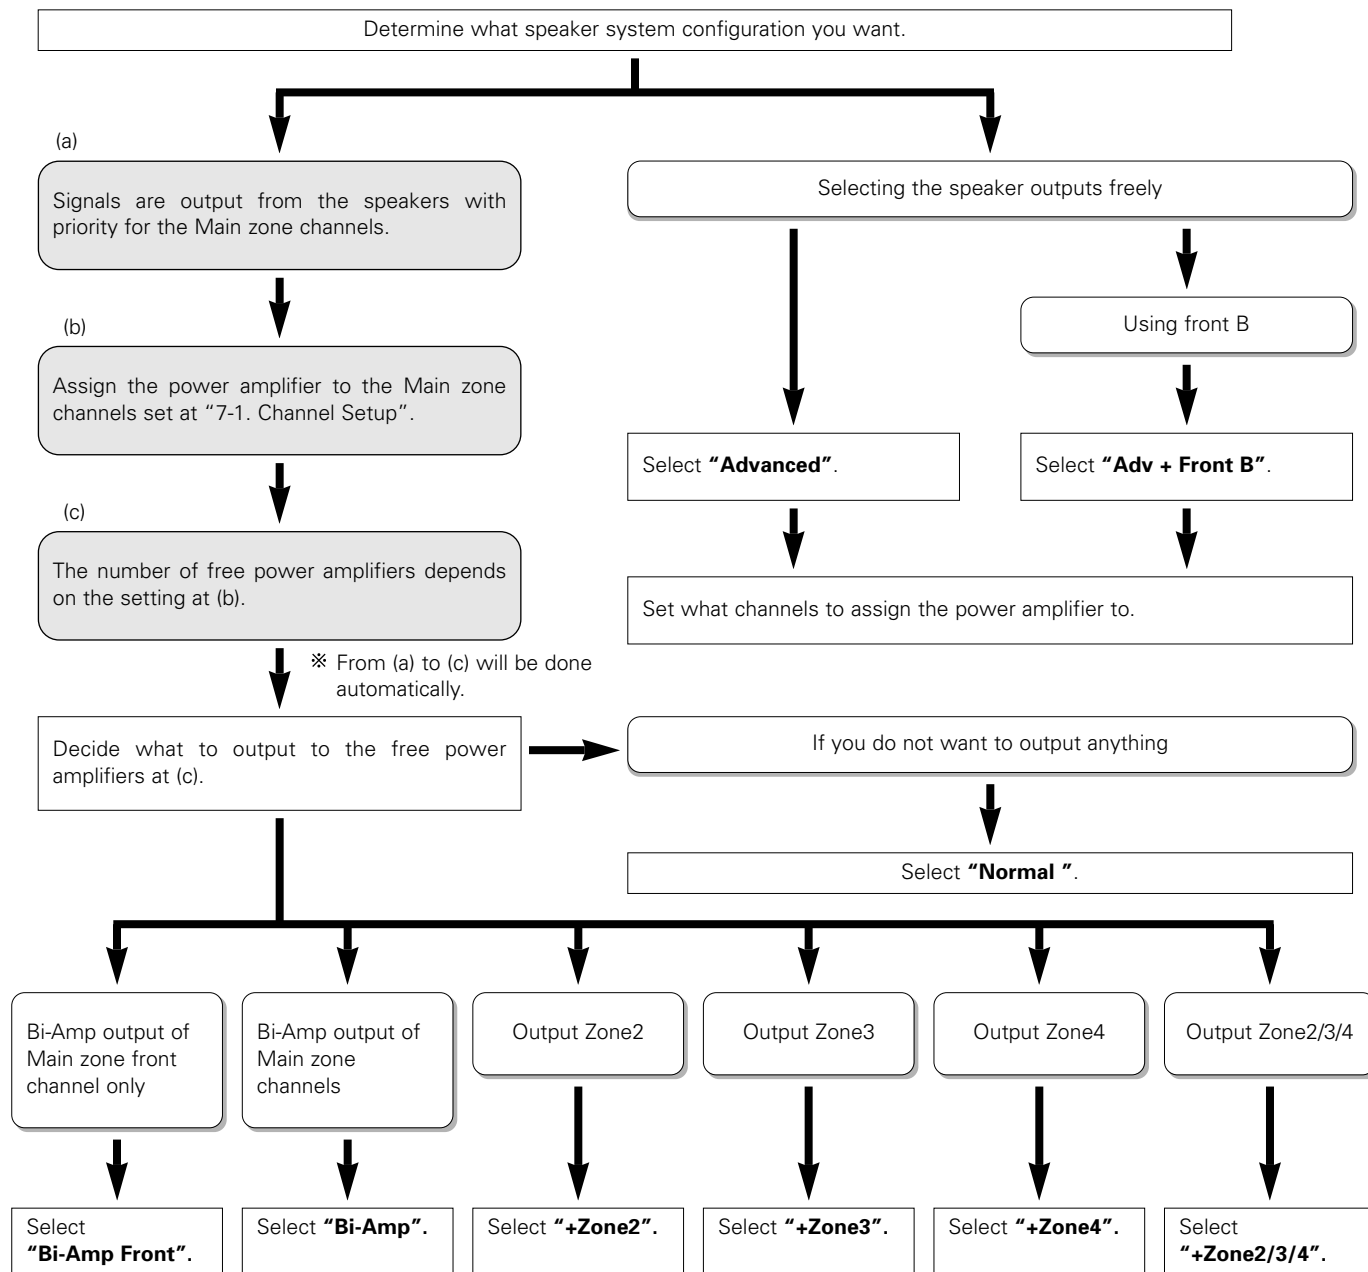 Determine what speaker system configuration you want.
(a)
Signals are output from the speakers with
priority for the Main zone channels.
Selecting the speaker outputs freely
(b)
Using front B
Assign the power amplifier to the Main zone
channels set at “7-1. Channel Setup”.
Select “Advanced”.
Select “Adv + Front B”.
(c)
The number of free power amplifiers depends
on the setting at (b).
Set what channels to assign the power amplifier to.
※ From (a) to (c) will be done
automatically.
Decide what to output to the free power
amplifiers at (c).
If you do not want to output anything
Select “Normal ”.
Bi-Amp output of
Main zone front
channel only
Bi-Amp output of
Main zone
channels
Output Zone2
Output Zone3
Output Zone4
Output Zone2/3/4
Select
“Bi-Amp Front”.
Select “Bi-Amp”.
Select “+Zone2”.
Select “+Zone3”.
Select “+Zone4”.
Select
“+Zone2/3/4”.